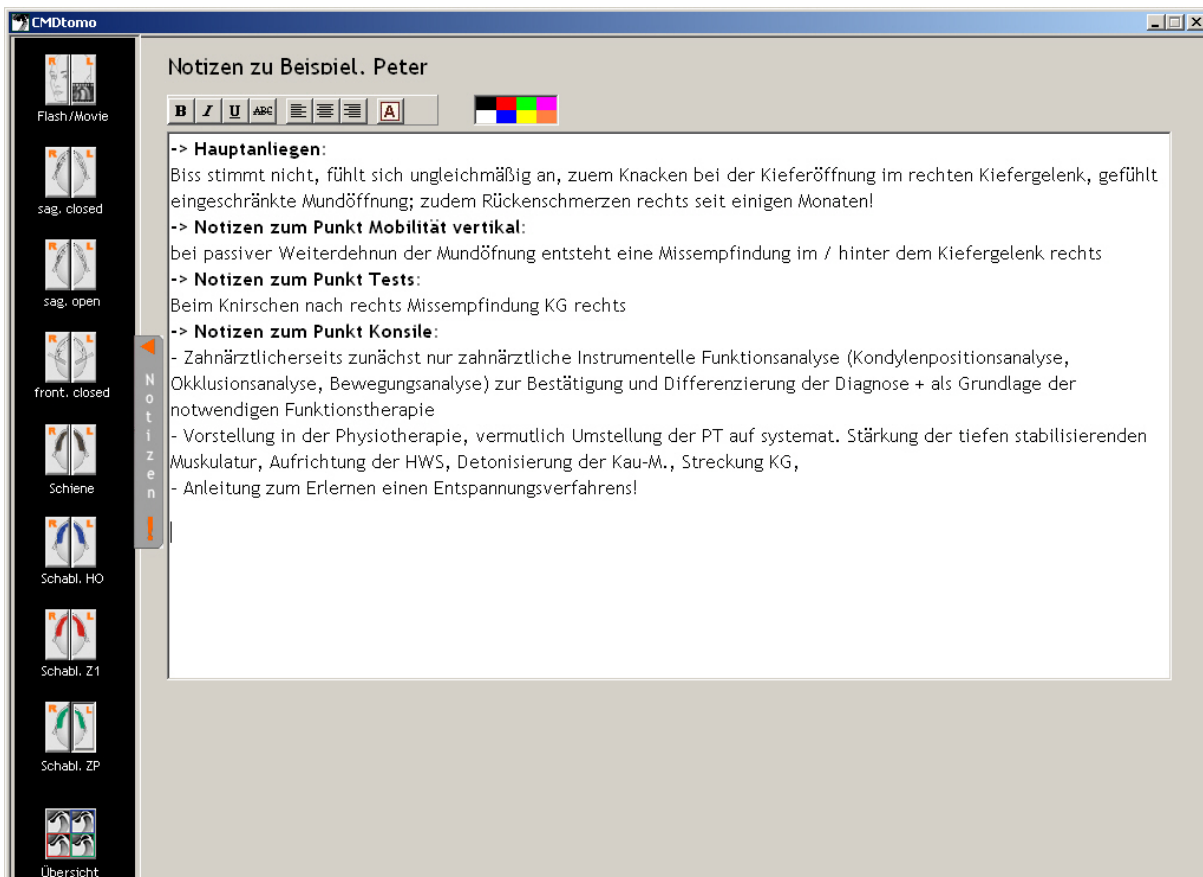 CMDtomo
Notizen zu Beispiel. Peter
B I U ABC A
R L
Flash/Movie
R L
sag. closed
R L
sag. open
R L
front. closed
R L
Schiene
R L
Schabl. HO
R L
Schabl. Z1
R L
Schabl. ZP
Übersicht
Notizen !
-> Hauptanliegen:
Biss stimmt nicht, fühlt sich ungleichmäßig an, zuem Knacken bei der Kieferöffnung im rechten Kiefergelenk, gefühlt
eingeschränkte Mundöffnung; zudem Rückenschmerzen rechts seit einigen Monaten!
-> Notizen zum Punkt Mobilität vertikal:
bei passiver Weiterdehnun der Mundöfnung entsteht eine Missempfindung im / hinter dem Kiefergelenk rechts
-> Notizen zum Punkt Tests:
Beim Knirschen nach rechts Missempfindung KG rechts
-> Notizen zum Punkt Konsile:
- Zahnärztlicherseits zunächst nur zahnärztliche Instrumentelle Funktionsanalyse (Kondylenpositionsanalyse,
Okklusionsanalyse, Bewegungsanalyse) zur Bestätigung und Differenzierung der Diagnose + als Grundlage der
notwendigen Funktionstherapie
- Vorstellung in der Physiotherapie, vermutlich Umstellung der PT auf systemat. Stärkung der tiefen stabilisierenden
Muskulatur, Aufrichtung der HWS, Detonisierung der Kau-M., Streckung KG,
- Anleitung zum Erlernen einen Entspannungsverfahrens!